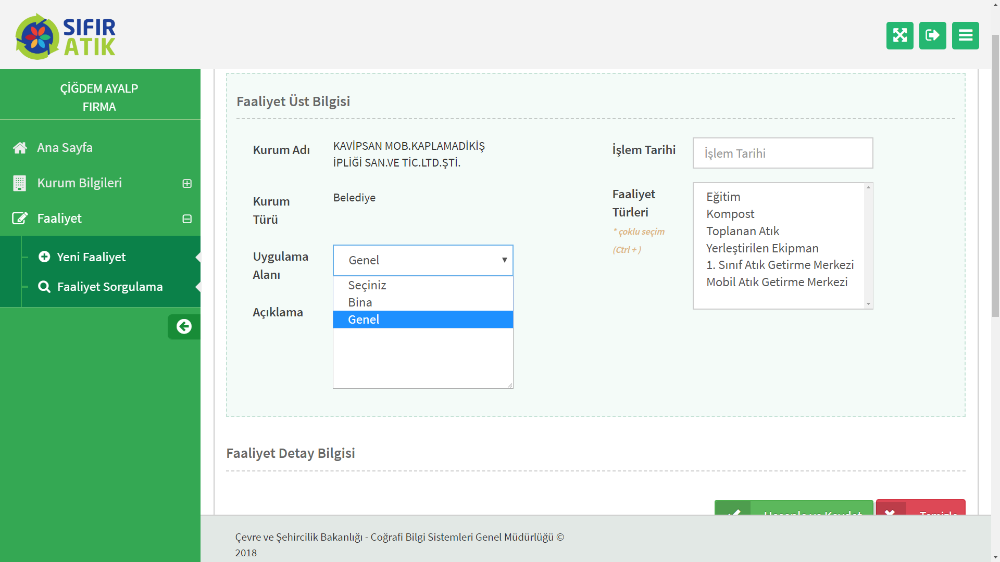 SIFIR
ATIK
ÇİĞDEM AYALP
FIRMA
Ana Sayfa
Kurum Bilgileri
Faaliyet
Yeni Faaliyet
Faaliyet Sorgulama
Faaliyet Üst Bilgisi
Kurum Adı
KAVİPSAN MOB.KAPLAMADİKİŞ
İPLİĞİ SAN.VE TİC.LTD.ŞTİ.
Kurum
Türü
Belediye
Uygulama
Alanı
Genel
Seçiniz
Bina
Genel
Açıklama
İşlem Tarihi
İşlem Tarihi
Faaliyet
Türleri
* çoklu seçim
(Ctrl + )
Eğitim
Kompost
Toplanan Atık
Yerleştirilen Ekipman
1. Sınıf Atık Getirme Merkezi
Mobil Atık Getirme Merkezi
Faaliyet Detay Bilgisi
Hesapla ve Kaydet
Temizle
Çevre ve Şehircilik Bakanlığı - Coğrafi Bilgi Sistemleri Genel Müdürlüğü ©
2018